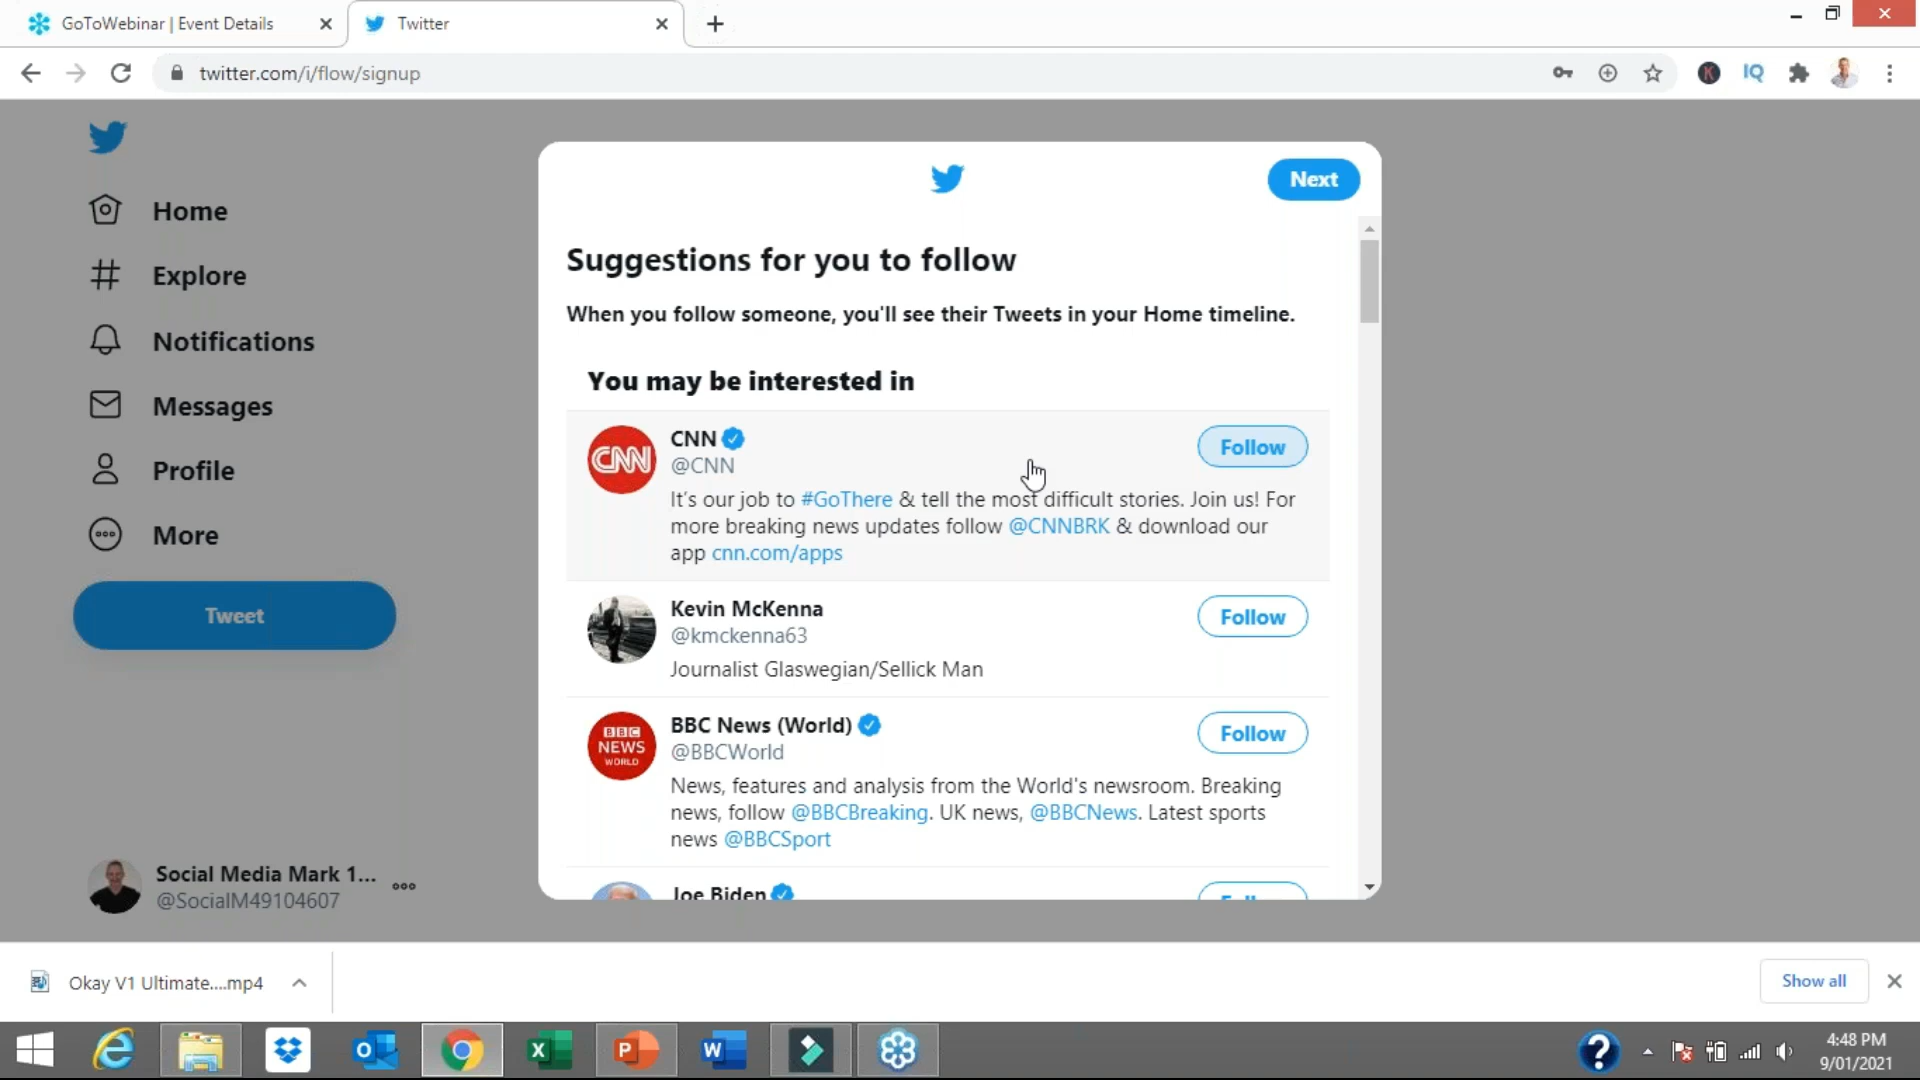 GoToWebinar | Event Details
Twitter
twitter.com/i/flow/signup
K
IQ
Home
Explore
Notifications
Messages
Profile
More
Tweet
Social Media Mark 1...
@SocialM49104607
Next
Suggestions for you to follow
When you follow someone, you'll see their Tweets in your Home timeline.
You may be interested in
CNN
CNN
@CNN
Follow
It's our job to #GoThere & tell the most difficult stories. Join us! For
more breaking news updates follow @CNNBRK & download our
app cnn.com/apps
Kevin McKenna
@kmckenna63
Follow
Journalist Glaswegian/Sellick Man
BBC
NEWS
WORLD
BBC News (World)
@BBCWorld
Follow
News, features and analysis from the World's newsroom. Breaking
news, follow @BBCBreaking. UK news, @BBCNews. Latest sports
news @BBCSport
Joe Biden
Follow
Okay V1 Ultimate....mp4
Show all
4:48 PM
9/01/2021